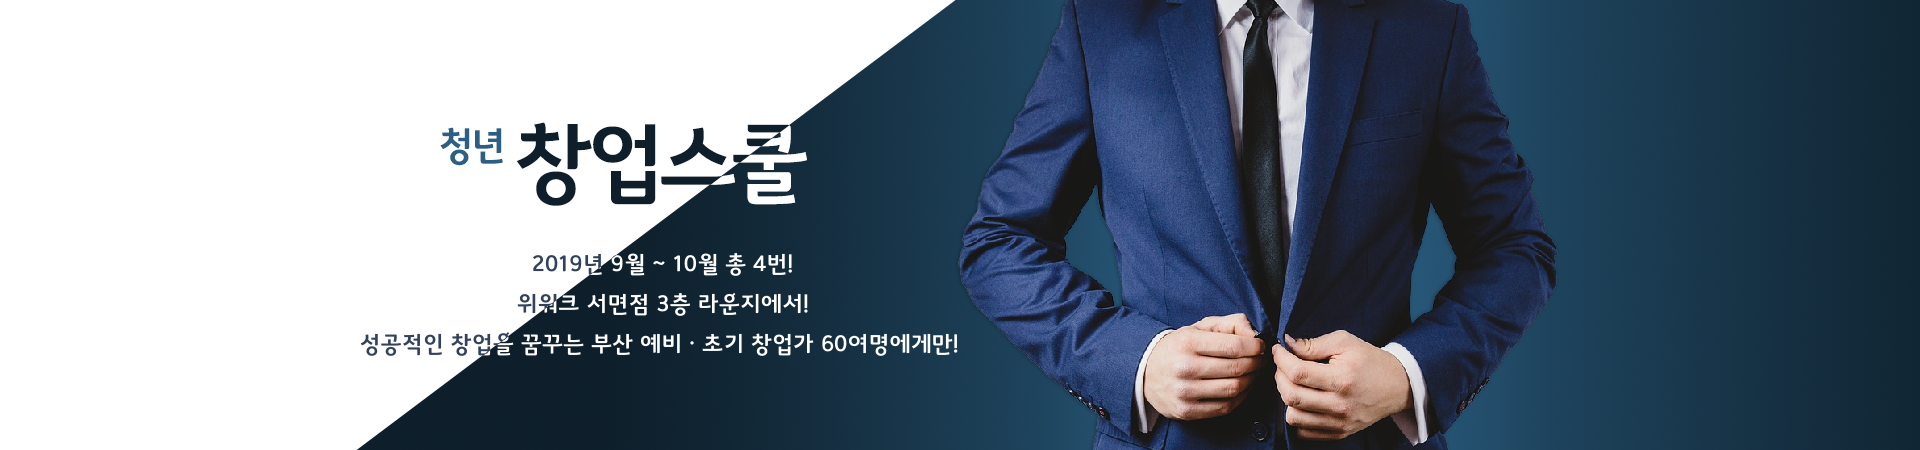 청년 창업스쿨
2019년 9월 ~ 10월 총 4번!
위워크 서면점 3층 라운지에서!
성공적인 창업을 꿈꾸는 부산 예비 · 초기 창업가 60여명에게만!